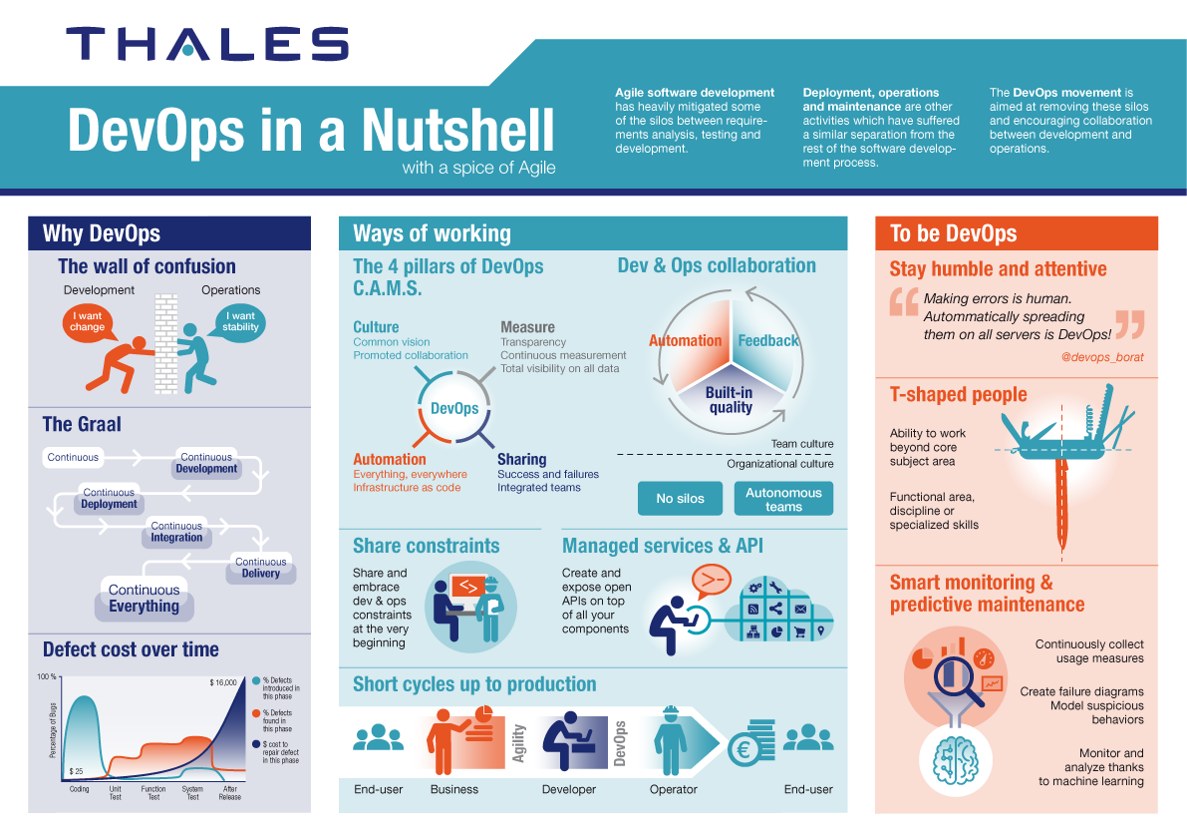 THALES
DevOps in a Nutshell
with a spice of Agile
Agile software development
has heavily mitigated some
of the silos between require-
ments analysis, testing and
development.
Deployment, operations
and maintenance are other
activities which have suffered
a similar separation from the
rest of the software develop-
ment process.
The DevOps movement is
aimed at removing these silos
and encouraging collaboration
between development and
operations.
Why DevOps
The wall of confusion
Development
Operations
I want
change
I want
stability
The Graal
Continuous
Continuous
Development
Continuous
Deployment
Continuous
Integration
Continuous
Delivery
Continuous
Everything
Defect cost over time
100 %
Percentage of Bugs
$ 16,000
$ 25
Coding
Unit
Test
Function
Test
System
Test
After
Release
% Defects
introduced in
this phase
% Defects
found in
this phase
$ cost to
repair defect
in this phase
Ways of working
The 4 pillars of DevOps
C.A.M.S.
Culture
Common vision
Promoted collaboration
Measure
Transparency
Continuous measurement
Total visibility on all data
DevOps
Automation
Everything, everywhere
Infrastructure as code
Sharing
Success and failures
Integrated teams
Dev & Ops collaboration
Automation
Feedback
Built-in
quality
Team culture
Organizational culture
No silos
Autonomous
teams
Share constraints
Share and
embrace
dev & ops
constraints
at the very
beginning
<>
Managed services & API
Create and
expose open
APIs on top
of all your
components
>-
Short cycles up to production
Agility
DevOps
€
End-user
Business
Developer
Operator
End-user
To be DevOps
Stay humble and attentive
“ Making errors is human.
Autommatically spreading
them on all servers is DevOps! ”
@devops_borat
T-shaped people
Ability to work
beyond core
subject area
Functional area,
discipline or
specialized skills
Smart monitoring &
predictive maintenance
Continuously collect
usage measures
Create failure diagrams
Model suspicious
behaviors
Monitor and
analyze thanks
to machine learning